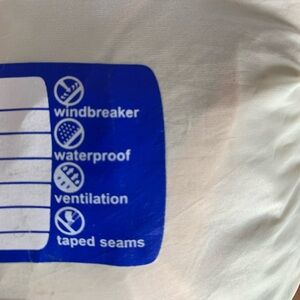 windbreaker
waterproof
ventilation
taped seams